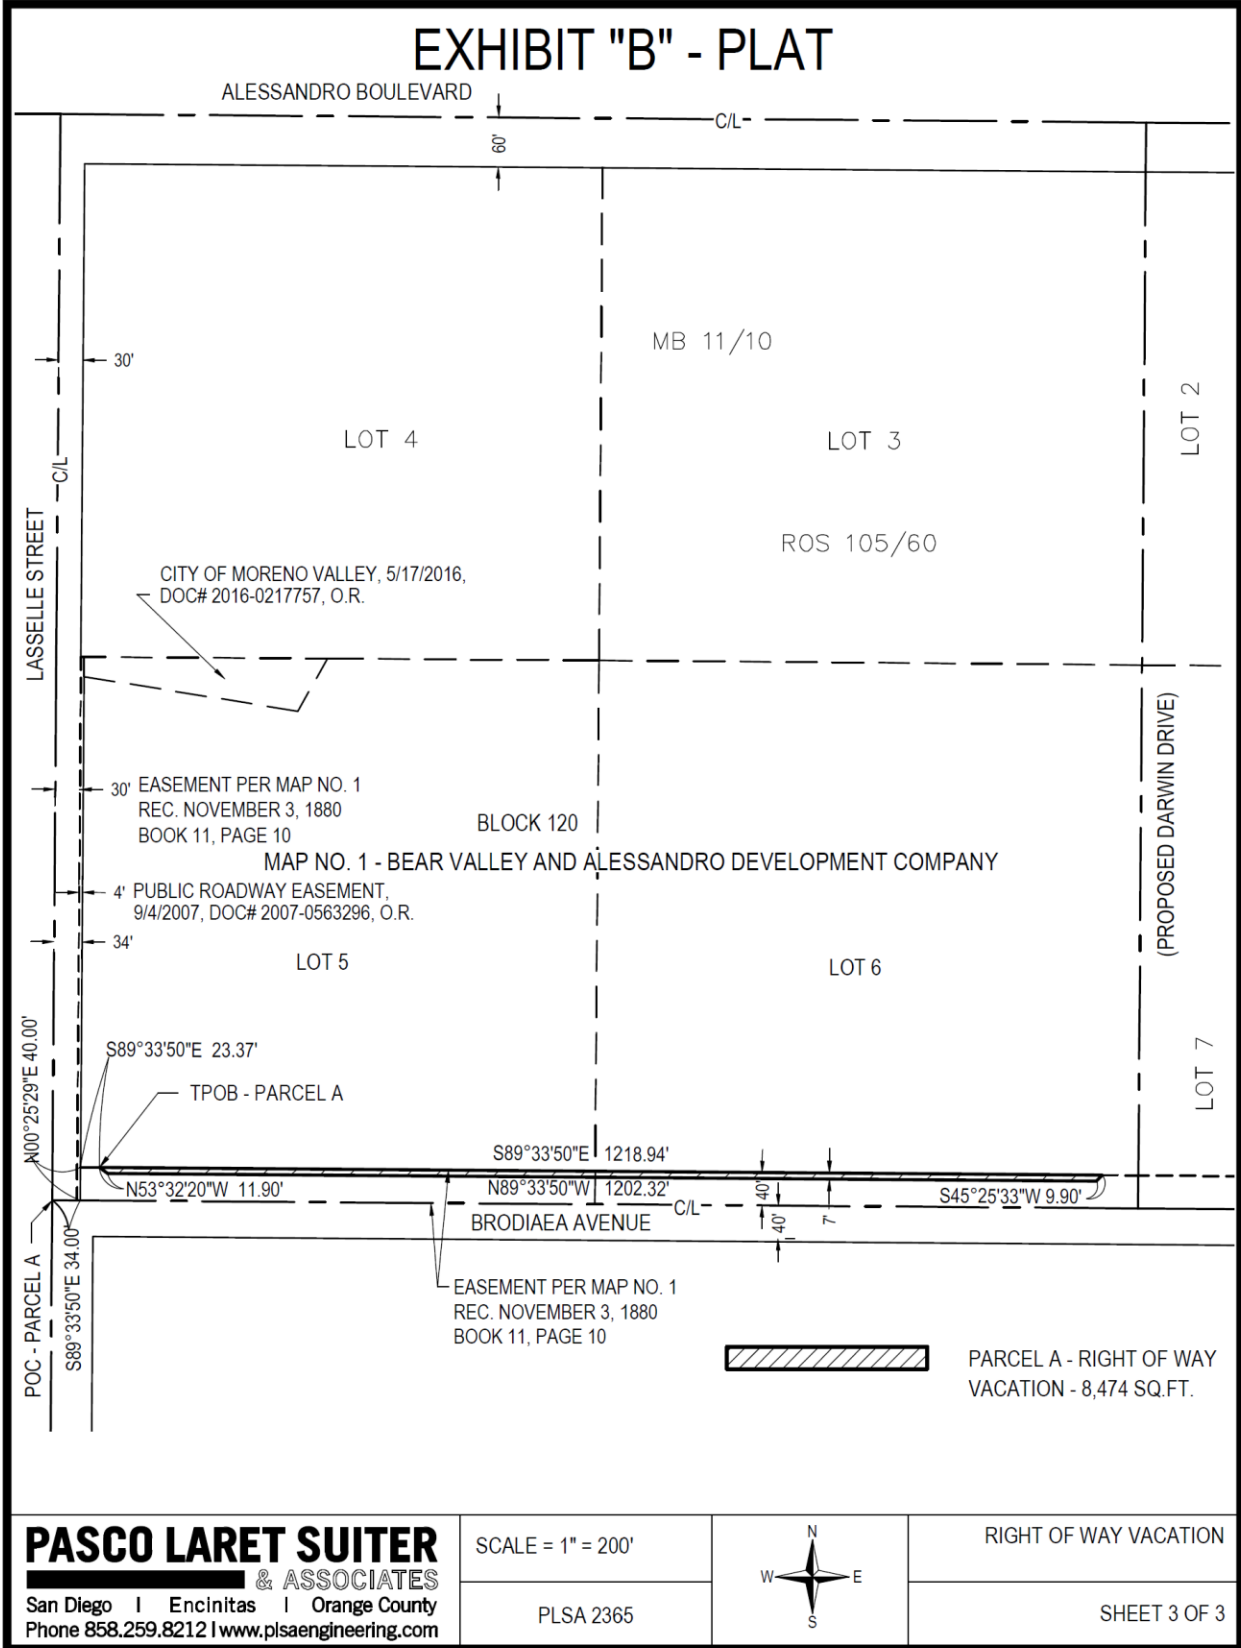 EXHIBIT "B" - PLAT
ALESSANDRO BOULEVARD
C/L
60'
MB 11/10
30'
LOT 4
LOT 3
LOT 2
C/L
LASSELLE STREET
ROS 105/60
CITY OF MORENO VALLEY, 5/17/2016,
DOC# 2016-0217757, O.R.
(PROPOSED DARWIN DRIVE)
30' EASEMENT PER MAP NO. 1
REC. NOVEMBER 3, 1880
BOOK 11, PAGE 10
BLOCK 120
MAP NO. 1 - BEAR VALLEY AND ALESSANDRO DEVELOPMENT COMPANY
4' PUBLIC ROADWAY EASEMENT,
9/4/2007, DOC# 2007-0563296, O.R.
34'
LOT 5
LOT 6
LOT 7
N00°25'29"E 40.00'
S89°33'50"E 23.37'
TPOB - PARCEL A
S89°33'50"E 1218.94'
N53°32'20"W 11.90'
N89°33'50"W 1202.32'
40'
S45°25'33"W 9.90'
C/L
BRODIAEA AVENUE
40'
7'
POC - PARCEL A
S89°33'50"E 34.00'
EASEMENT PER MAP NO. 1
REC. NOVEMBER 3, 1880
BOOK 11, PAGE 10
PARCEL A - RIGHT OF WAY
VACATION - 8,474 SQ.FT.
PASCO LARET SUITER
& ASSOCIATES
San Diego | Encinitas | Orange County
Phone 858.259.8212 | www.plsaengineering.com
SCALE = 1" = 200'
PLSA 2365
N
W E
S
RIGHT OF WAY VACATION
SHEET 3 OF 3